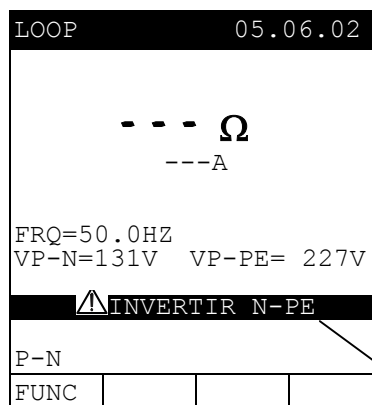 LOOP 05.06.02
- - - Ω
---A
FRQ=50.0HZ
VP-N=131V VP-PE= 227V
⚠INVERTIR N-PE
P-N
FUNC